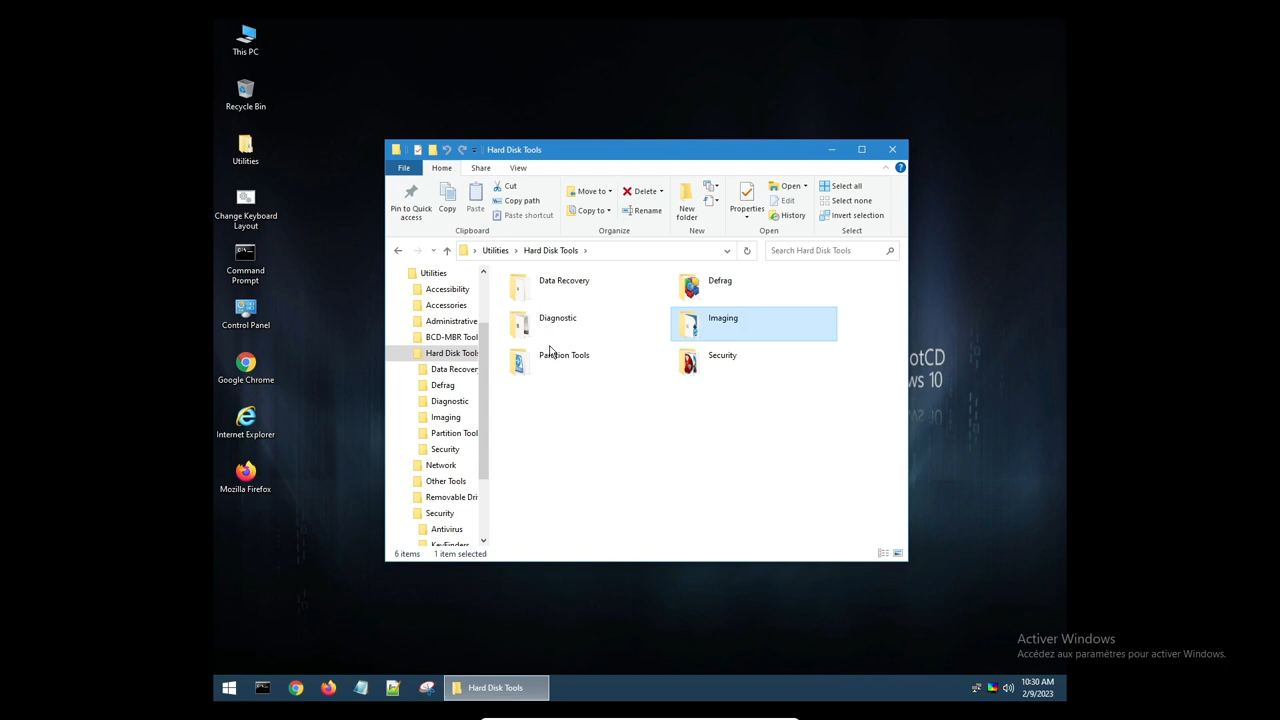 This PC
Recycle Bin
Utilities
Change Keyboard
Layout
Command
Prompt
Control Panel
Google Chrome
Internet Explorer
Mozilla Firefox
Hard Disk Tools
File
Home
Share
View
Pin to Quick
access
Copy
Paste
Cut
Copy path
Paste shortcut
Clipboard
Move to
Copy to
Delete
Rename
Organize
New
folder
New
Properties
Open
Edit
History
Open
Select all
Select none
Invert selection
Select
Utilities > Hard Disk Tools >
Search Hard Disk Tools
Utilities
Accessibility
Accessories
Administrative
BCD-MBR Tool
Hard Disk Tools
Data Recover
Defrag
Diagnostic
Imaging
Partition Tool
Security
Network
Other Tools
Removable Dri
Security
Antivirus
KeyFinders
Data Recovery
Defrag
Diagnostic
Imaging
Partition Tools
Security
6 items
1 item selected
otCD
ws 10
Activer Windows
Accédez aux paramètres pour activer Windows.
Hard Disk Tools
10:30 AM
2/9/2023